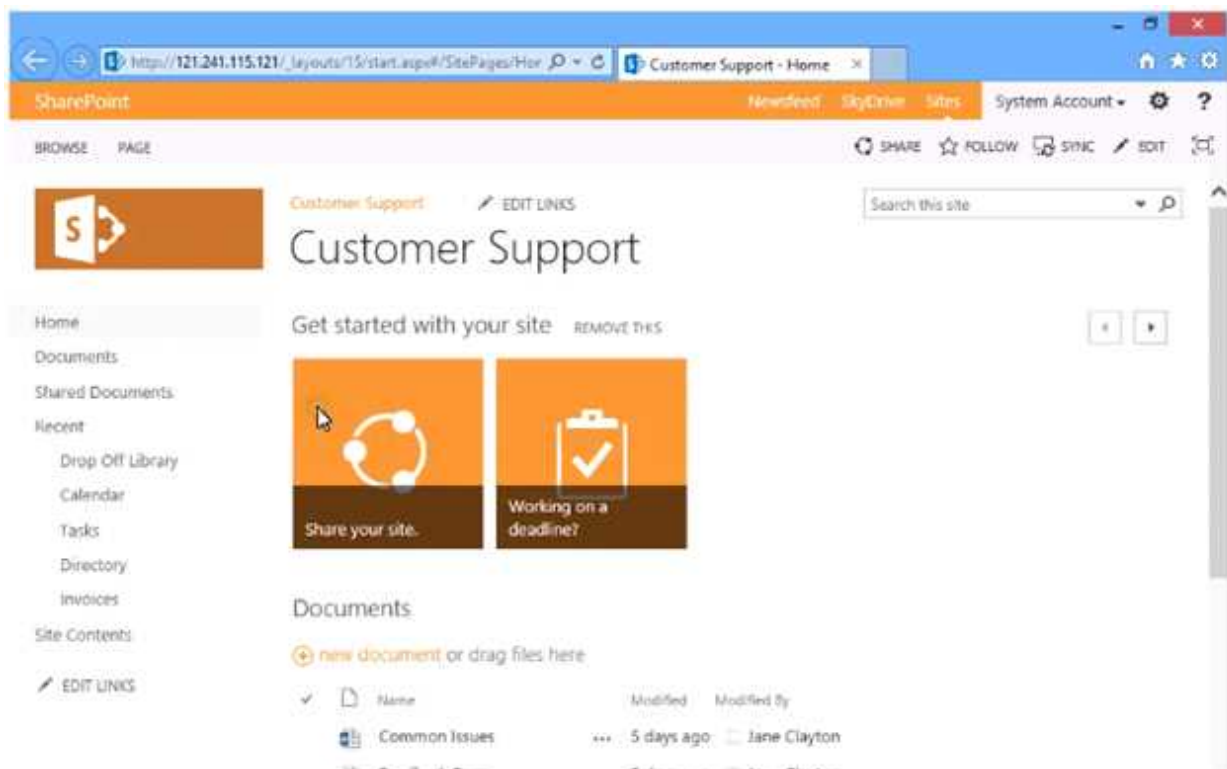 http://121.241.115.121/_layouts/15/start.aspx#/SitePages/Hor
Customer Support - Home
SharePoint
Newsfeed SkyDrive Sites System Account ?
BROWSE PAGE
SHARE FOLLOW SYNC EDIT
S
Customer Support EDIT LINKS
Search this site
Customer Support
Home
Documents
Shared Documents
Recent
Drop Off Library
Calendar
Tasks
Directory
Invoices
Site Contents
EDIT LINKS
Get started with your site REMOVE THIS
Share your site.
Working on a
deadline?
Documents
new document or drag files here
Name Modified Modified By
Common Issues ... 5 days ago Jane Clayton